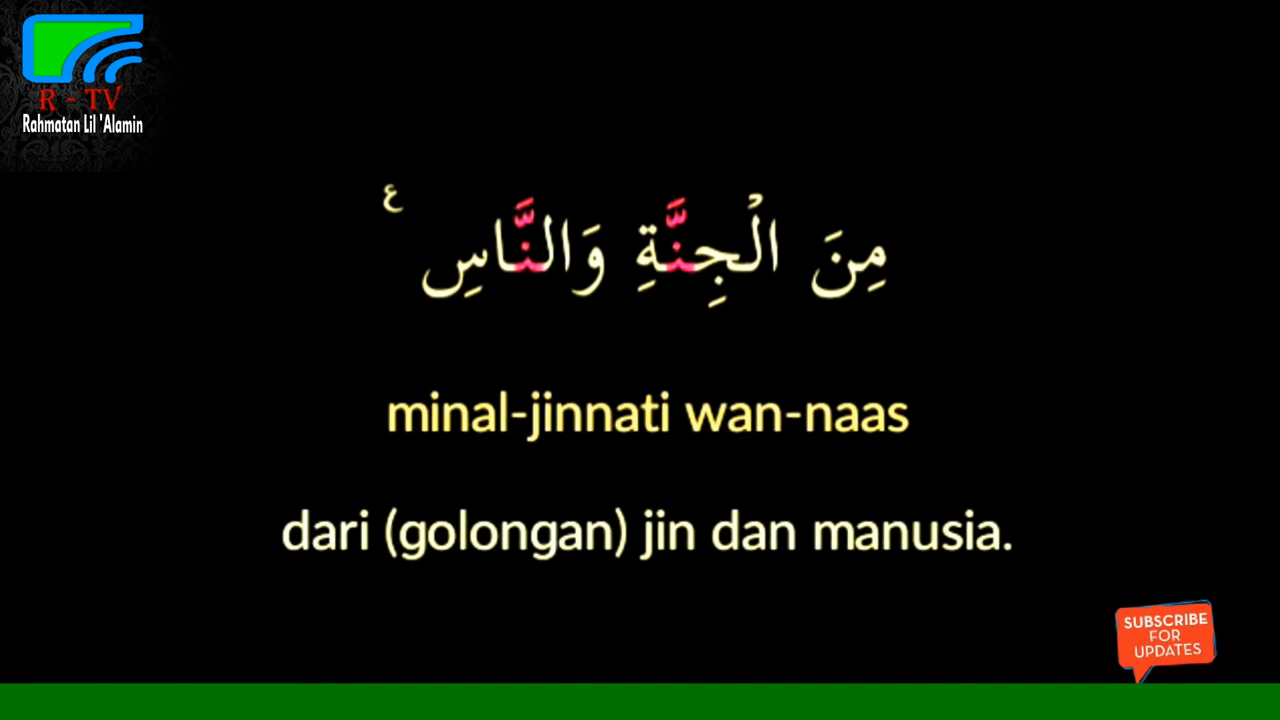 R - TV
Rahmatan Lil 'Alamin
مِنَ الْجِنَّةِ وَالنَّاسِ ع
minal-jinnati wan-naas
dari (golongan) jin dan manusia.
SUBSCRIBE
FOR
UPDATES